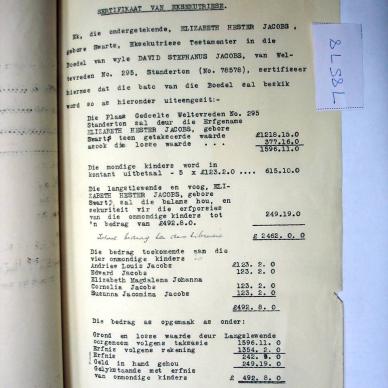 SERTIFIKAAT VAN EKSEKUTRIESE.
Ek, die ondergetekende, ELIZABETH HESTER JACOBS,
gebore Swarts, Eksekutriese Testamenter in die
Boedel van wyle DAVID STEPHANUS JACOBS, van Wel-
tevreden No. 295, Standerton (No. 78578), sertifiseer
hiermee dat die bate van die Boedel sal beskik
word so as hieronder uiteengesit:-
Die Plaas Gedeelte Weltevreden No. 295
Standerton sal deur die Erfgename
ELIZABETH HESTER JACOBS, gebore
Swarts teen getakseerde waarde £1218.15.0
asook die losse waarde ... 377.16.0
1596.11.0
Die mondige kinders word in
kontant uitbetaal - 5 x £123.2.0 .... 615.10.0
Die langslewende en voog, ELI-
ZABETH HESTER JACOBS, gebore
Swarts sal die balans hou, en
sekuriteit vir die erfporsies
van die onmondige kinders tot
'n bedrag van £492.8.0. 249.19.0
£ 2462. 0. 0
Die bedrag toekomende aan die
vier onmondige kinders
Andries Louis Jacobs £123. 2. 0
Edward Jacobs 123. 2. 0
Elizabeth Magdalena Johanna
Cornelia Jacobs 123. 2. 0
Susanna Jacomina Jacobs 123. 2. 0
£492. 8. 0
Die bedrag as opgemaak as onder:
Grond en losse waarde deur Langslewende
oorgeneem volgens taksasie 1596.11. 0
Erfnis volgens rekening 1354. 2. 0
Erfnis 242. 9. 0
Geld in hand gehou 249.19. 0
Gelykstaande met erfnis
van onmondige kinders £ 492. 8. 0
78578